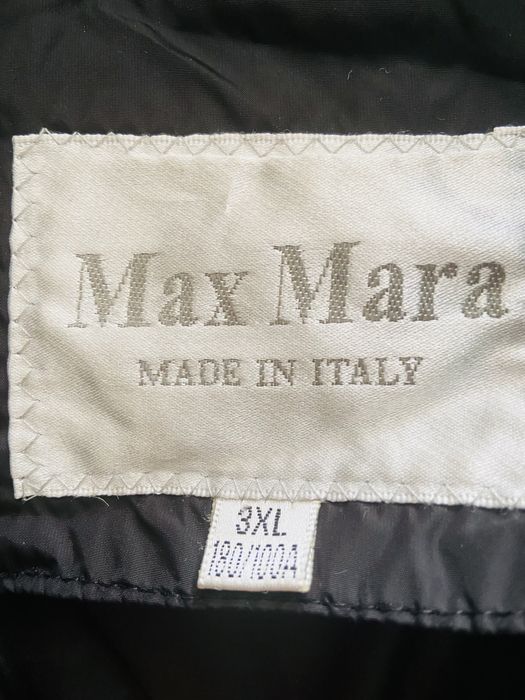 Max Mara
MADE IN ITALY
3XL
180/100A